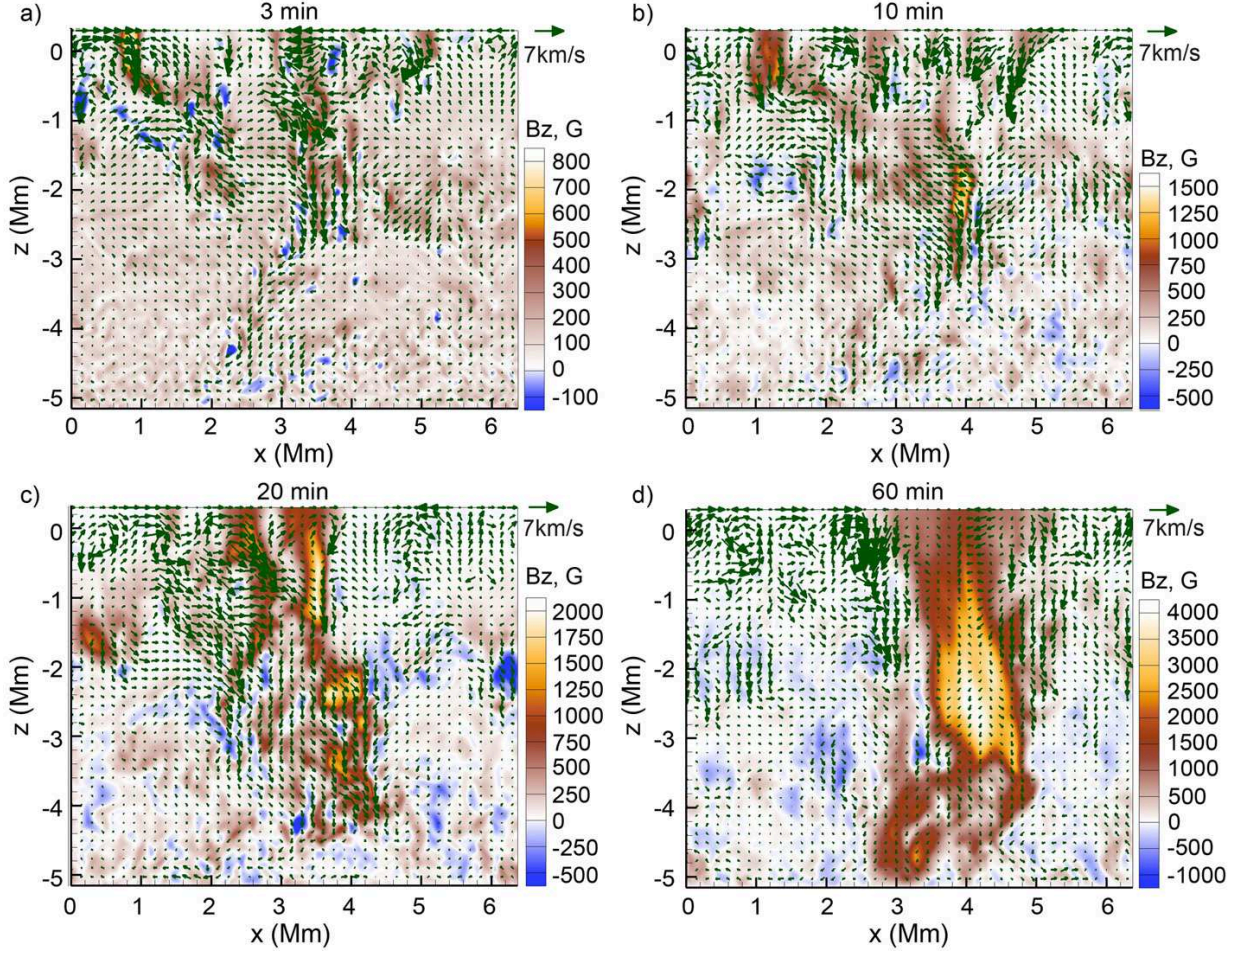 a) 3 min
7km/s
0
-1
-2
-3
-4
-5
z (Mm)
0 1 2 3 4 5 6
x (Mm)
Bz, G
800
700
600
500
400
300
200
100
0
-100
b) 10 min
7km/s
0
-1
-2
-3
-4
-5
z (Mm)
0 1 2 3 4 5 6
x (Mm)
Bz, G
1500
1250
1000
750
500
250
0
-250
-500
c) 20 min
7km/s
0
-1
-2
-3
-4
-5
z (Mm)
0 1 2 3 4 5 6
x (Mm)
Bz, G
2000
1750
1500
1250
1000
750
500
250
0
-250
-500
d) 60 min
7km/s
0
-1
-2
-3
-4
-5
z (Mm)
0 1 2 3 4 5 6
x (Mm)
Bz, G
4000
3500
3000
2500
2000
1500
1000
500
0
-500
-1000